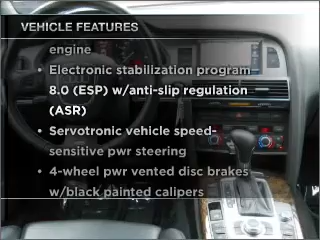 VEHICLE FEATURES
engine
• Electronic stabilization program
8.0 (ESP) w/anti-slip regulation
(ASR)
• Servotronic vehicle speed-
sensitive pwr steering
• 4-wheel pwr vented disc brakes
w/black painted calipers